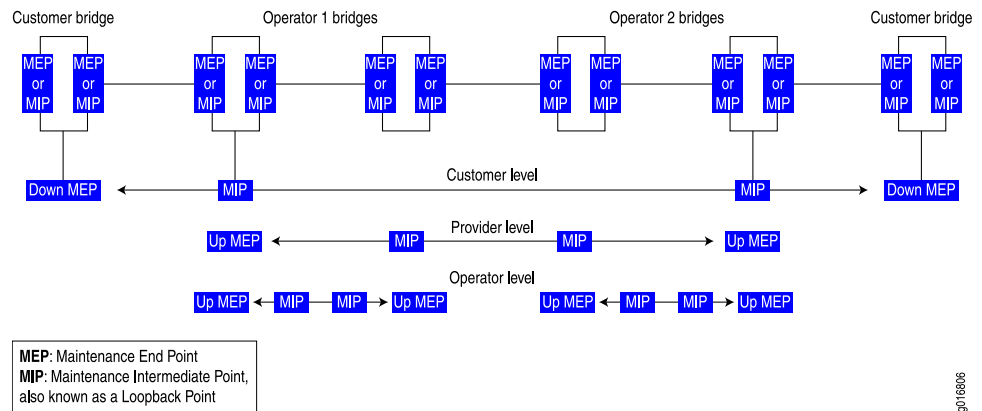 Customer bridge
Operator 1 bridges
Operator 2 bridges
Customer bridge
MEP or MIP
MEP or MIP
MEP or MIP
MEP or MIP
MEP or MIP
MEP or MIP
MEP or MIP
MEP or MIP
MEP or MIP
MEP or MIP
MEP or MIP
MEP or MIP
Customer level
Down MEP
MIP
MIP
Down MEP
Provider level
Up MEP
MIP
MIP
Up MEP
Operator level
Up MEP
MIP
MIP
Up MEP
Up MEP
MIP
MIP
Up MEP
MEP: Maintenance End Point
MIP: Maintenance Intermediate Point,
also known as a Loopback Point
g016806